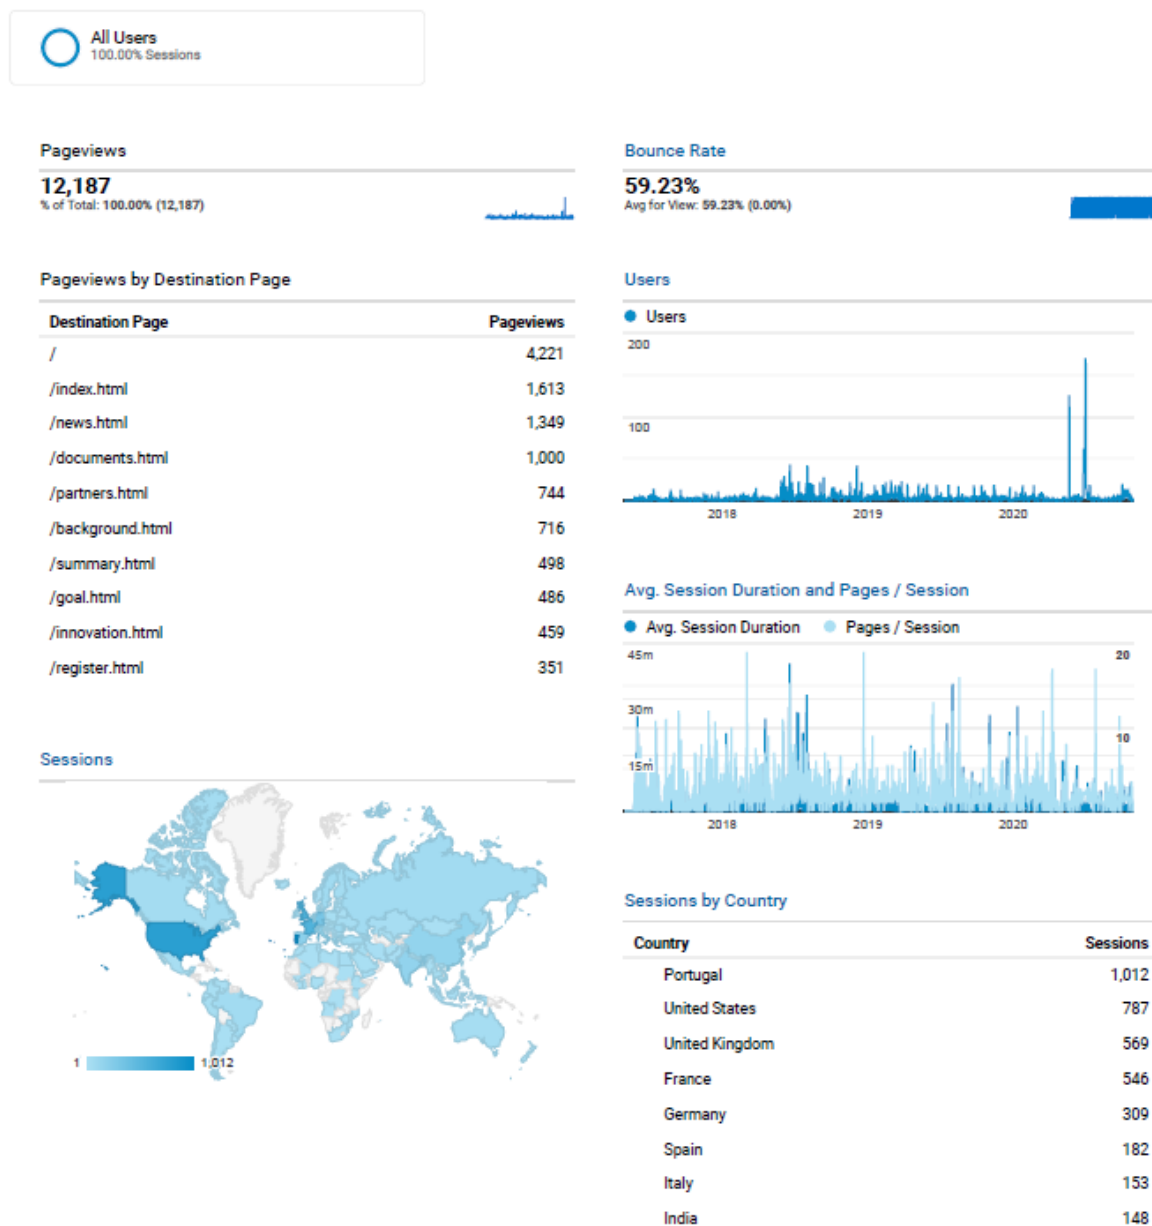 All Users
100.00% Sessions
Pageviews
12,187
% of Total: 100.00% (12,187)
Bounce Rate
59.23%
Avg for View: 59.23% (0.00%)
Pageviews by Destination Page
Destination Page Pageviews
/ 4,221
/index.html 1,613
/news.html 1,349
/documents.html 1,000
/partners.html 744
/background.html 716
/summary.html 498
/goal.html 486
/innovation.html 459
/register.html 351
Users
Users
200
100
2018 2019 2020
Avg. Session Duration and Pages / Session
Avg. Session Duration Pages / Session
45m 20
30m
15m 10
2018 2019 2020
Sessions
1 1,012
Sessions by Country
Country Sessions
Portugal 1,012
United States 787
United Kingdom 569
France 546
Germany 309
Spain 182
Italy 153
India 148